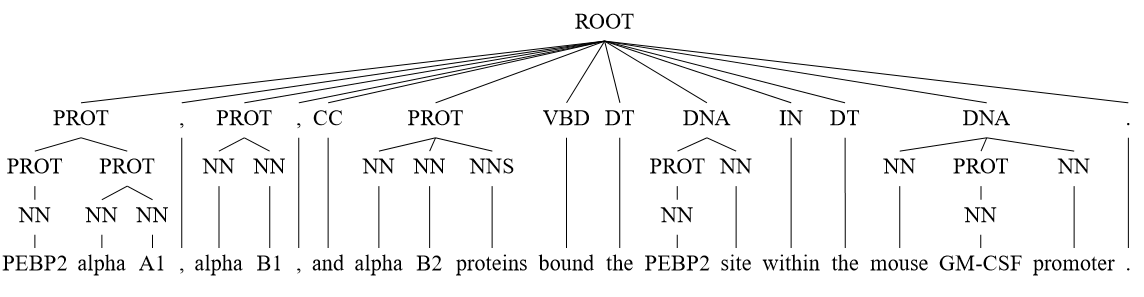 ROOT
PROT , PROT , CC PROT VBD DT DNA IN DT DNA .
PROT PROT NN NN NN NN NNS PROT NN NN PROT NN
NN NN NN NN NN
PEBP2 alpha A1 , alpha B1 , and alpha B2 proteins bound the PEBP2 site within the mouse GM-CSF promoter .